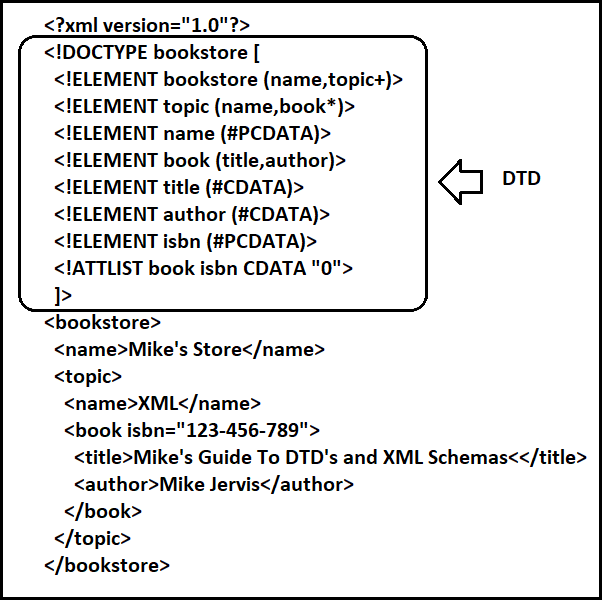 <?xml version="1.0"?>
<!DOCTYPE bookstore [
<!ELEMENT bookstore (name,topic+)>
<!ELEMENT topic (name,book*)>
<!ELEMENT name (#PCDATA)>
<!ELEMENT book (title,author)>
<!ELEMENT title (#CDATA)>
<!ELEMENT author (#CDATA)>
<!ELEMENT isbn (#PCDATA)>
<!ATTLIST book isbn CDATA "0">
]>
DTD
<bookstore>
<name>Mike's Store</name>
<topic>
<name>XML</name>
<book isbn="123-456-789">
<title>Mike's Guide To DTD's and XML Schemas<</title>
<author>Mike Jervis</author>
</book>
</topic>
</bookstore>